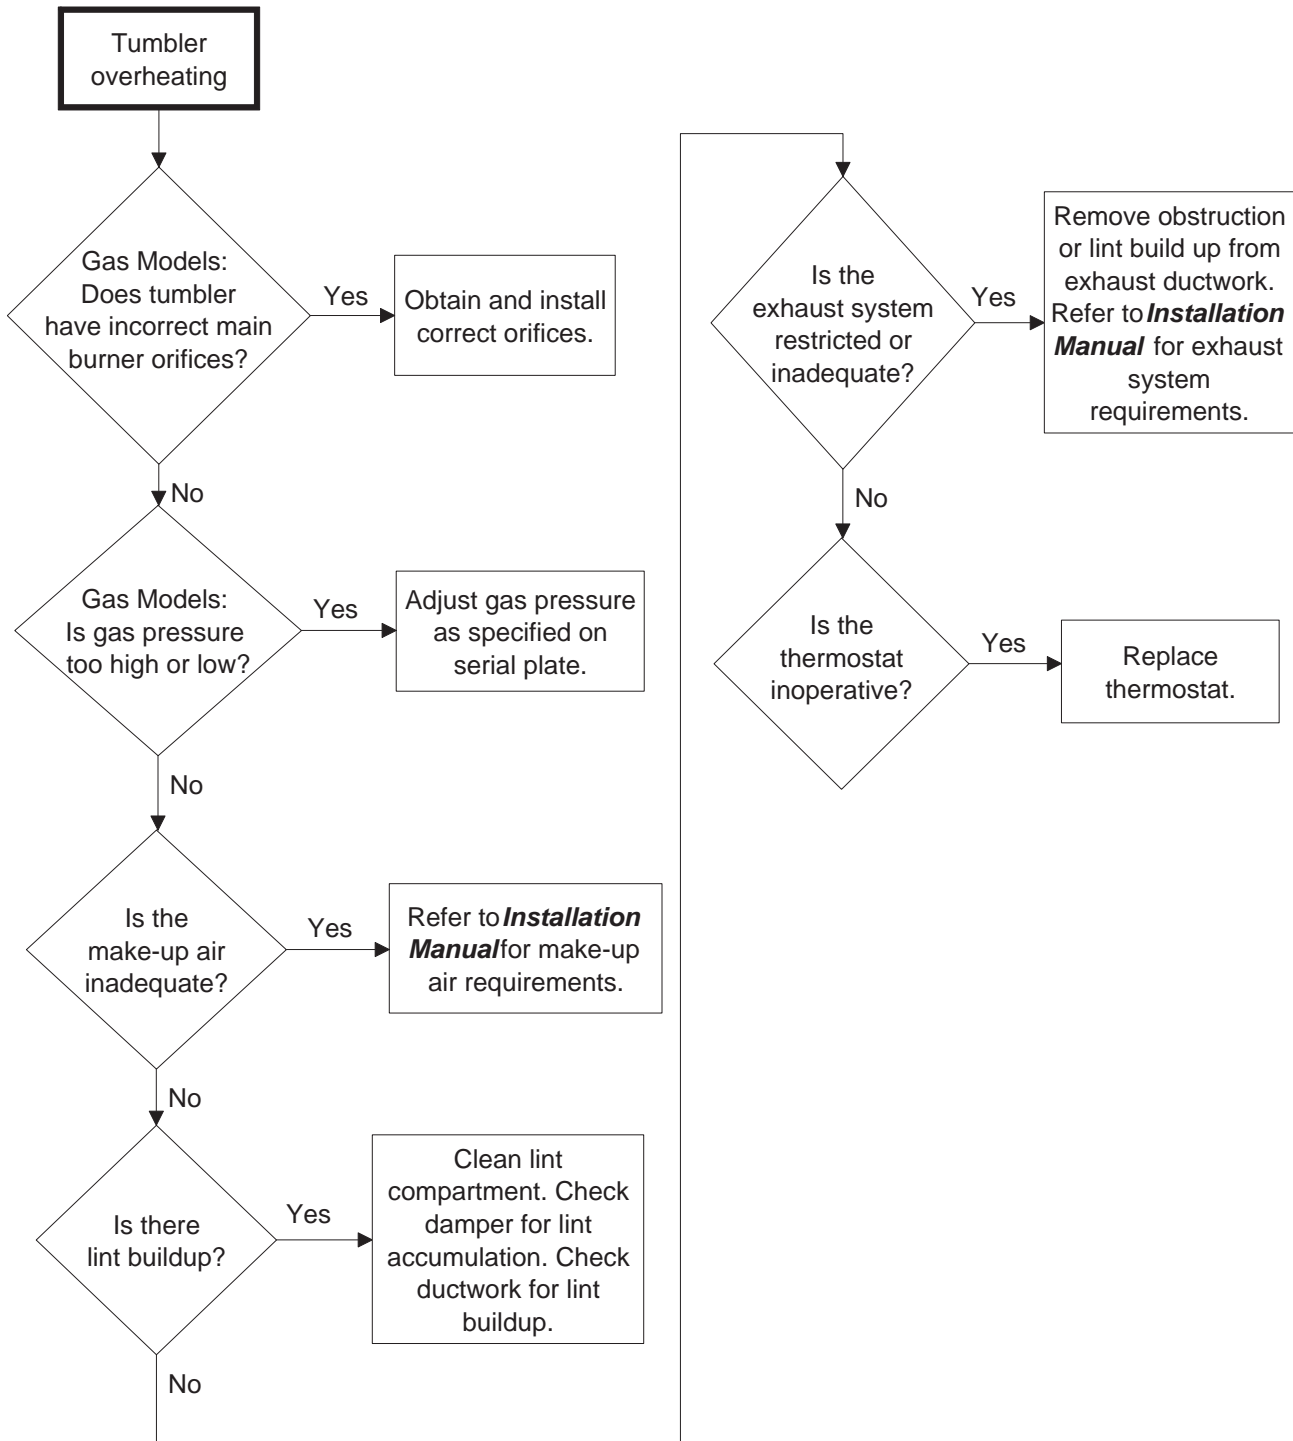 Tumbler
overheating
Gas Models:
Does tumbler
have incorrect main
burner orifices?
Yes
Obtain and install
correct orifices.
No
Gas Models:
Is gas pressure
too high or low?
Yes
Adjust gas pressure
as specified on
serial plate.
No
Is the
make-up air
inadequate?
Yes
Refer to Installation
Manual for make-up
air requirements.
No
Is there
lint buildup?
Yes
Clean lint
compartment. Check
damper for lint
accumulation. Check
ductwork for lint
buildup.
No
Is the
exhaust system
restricted or
inadequate?
Yes
Remove obstruction
or lint build up from
exhaust ductwork.
Refer to Installation
Manual for exhaust
system
requirements.
No
Is the
thermostat
inoperative?
Yes
Replace
thermostat.